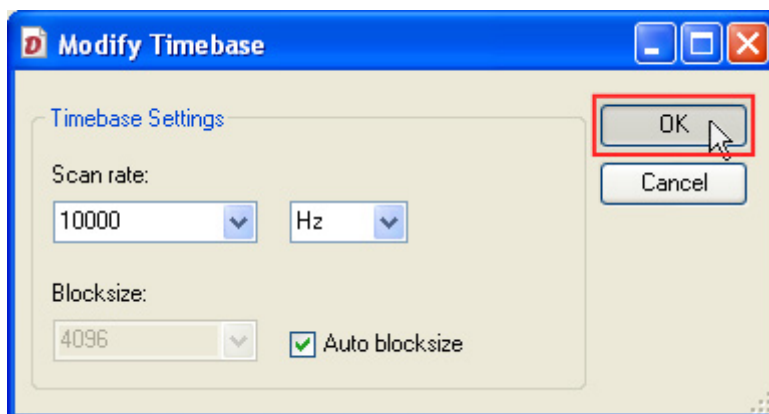 Modify Timebase
Timebase Settings
OK
Scan rate:
Cancel
10000 Hz
Blocksize:
4096 Auto blocksize